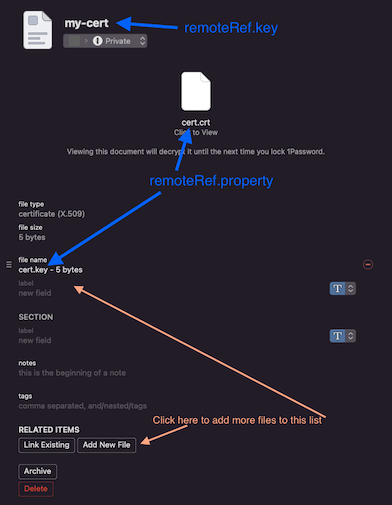 my-cert
remoteRef.key
Private
cert.crt
Click to View
Viewing this document will decrypt it until the next time you lock 1Password.
remoteRef.property
file type
certificate (X.509)
file size
5 bytes
file name
cert.key - 5 bytes
label
new field
T
SECTION
label
new field
T
notes
this is the beginning of a note
tags
comma separated, and/nested/tags
Click here to add more files to this list
RELATED ITEMS
Link Existing
Add New File
Archive
Delete